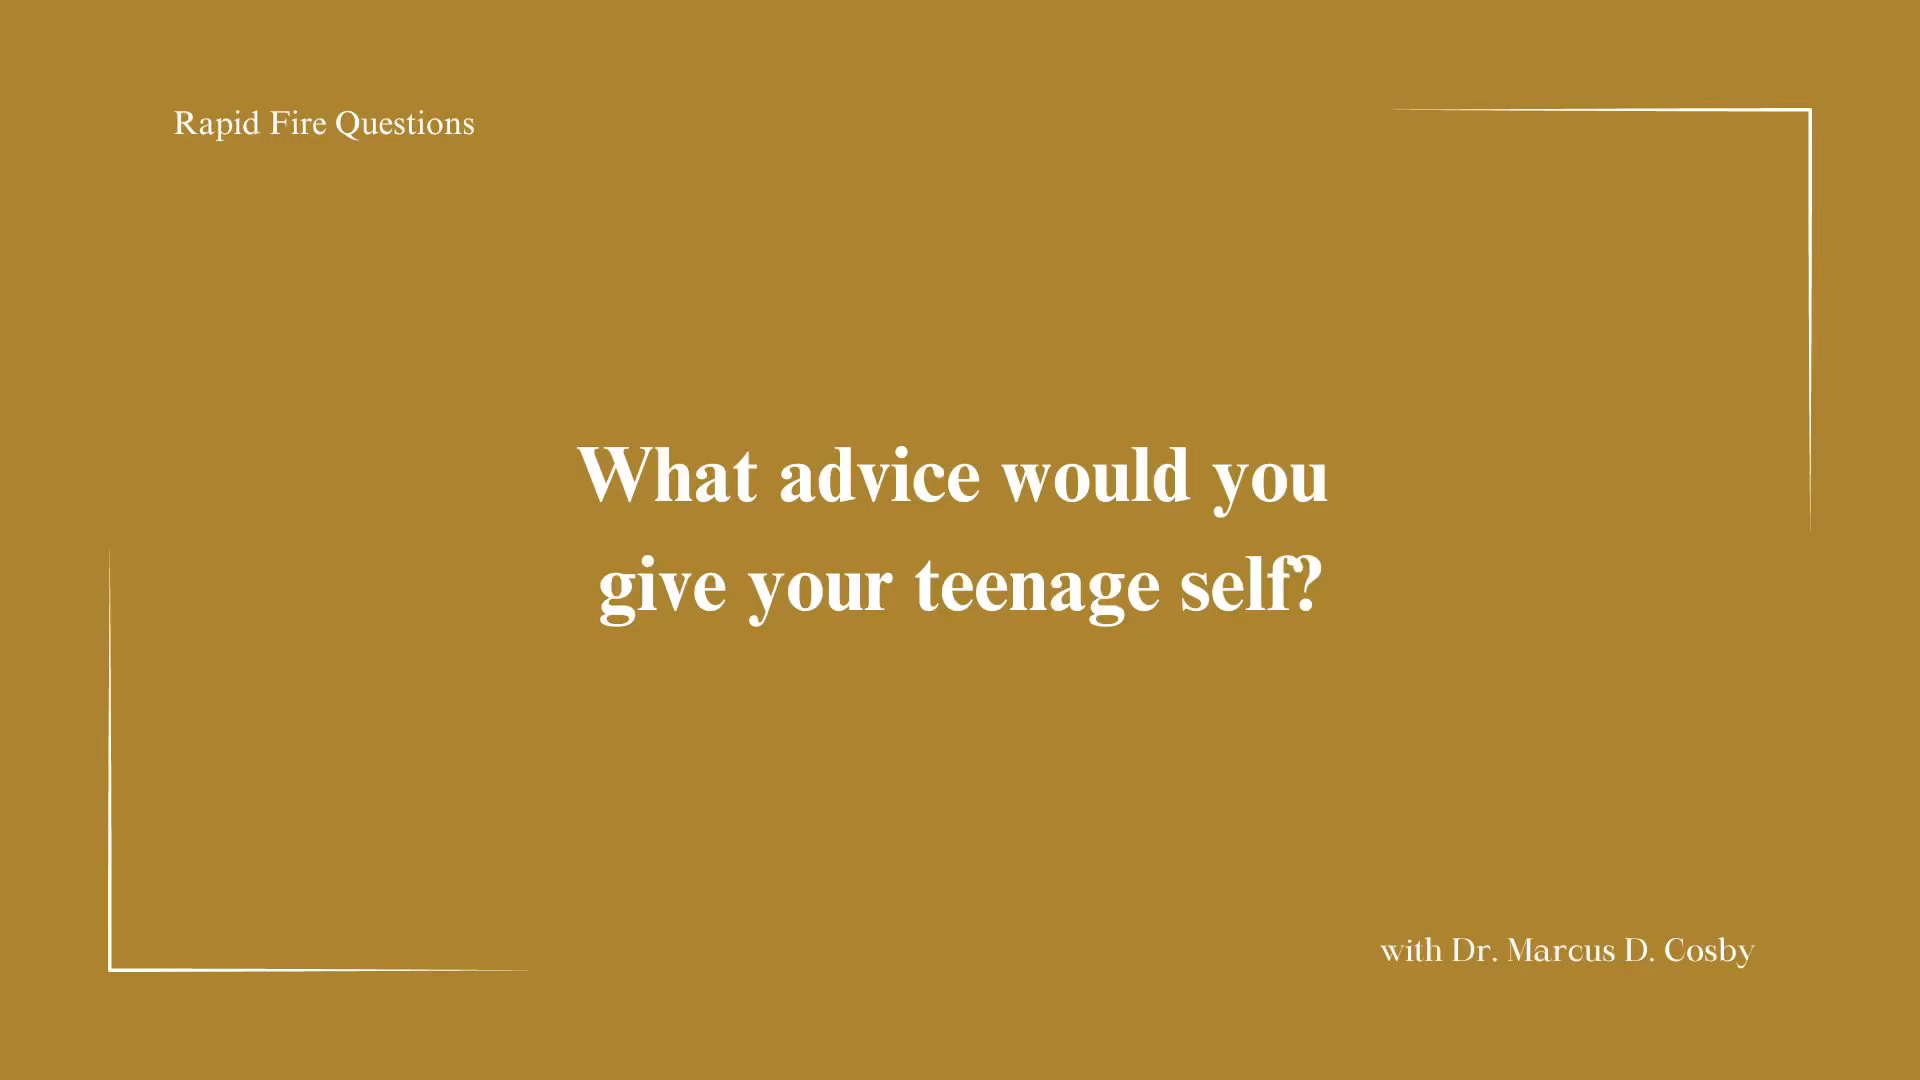 Rapid Fire Questions
What advice would you
give your teenage self?
with Dr. Marcus D. Cosby